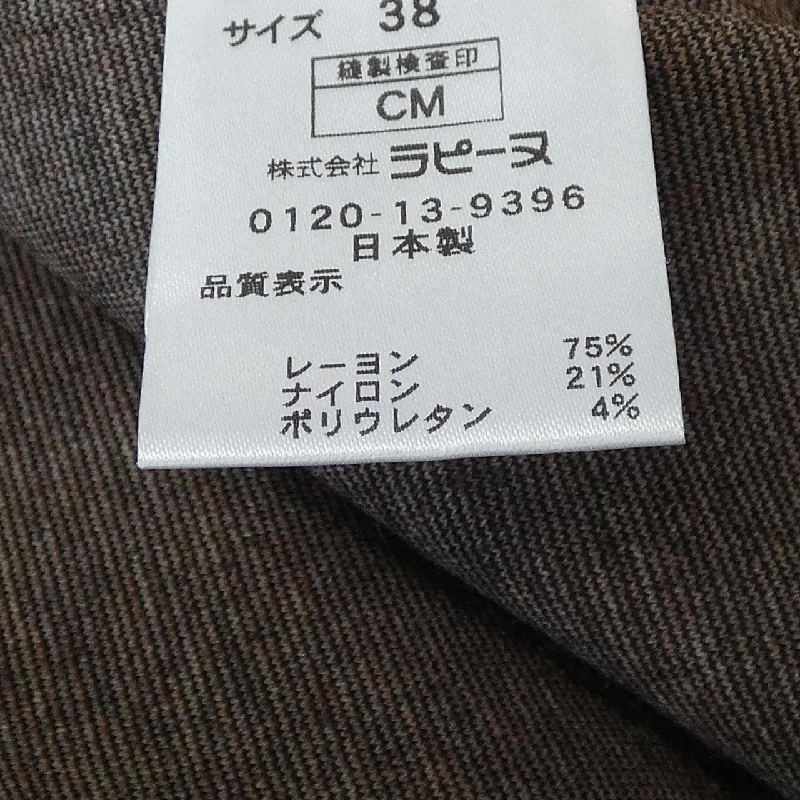 サイズ 38
縫製検査印
CM
株式会社 ラピーヌ
0120-13-9396
日本製
品質表示
レーヨン 75%
ナイロン 21%
ポリウレタン 4%